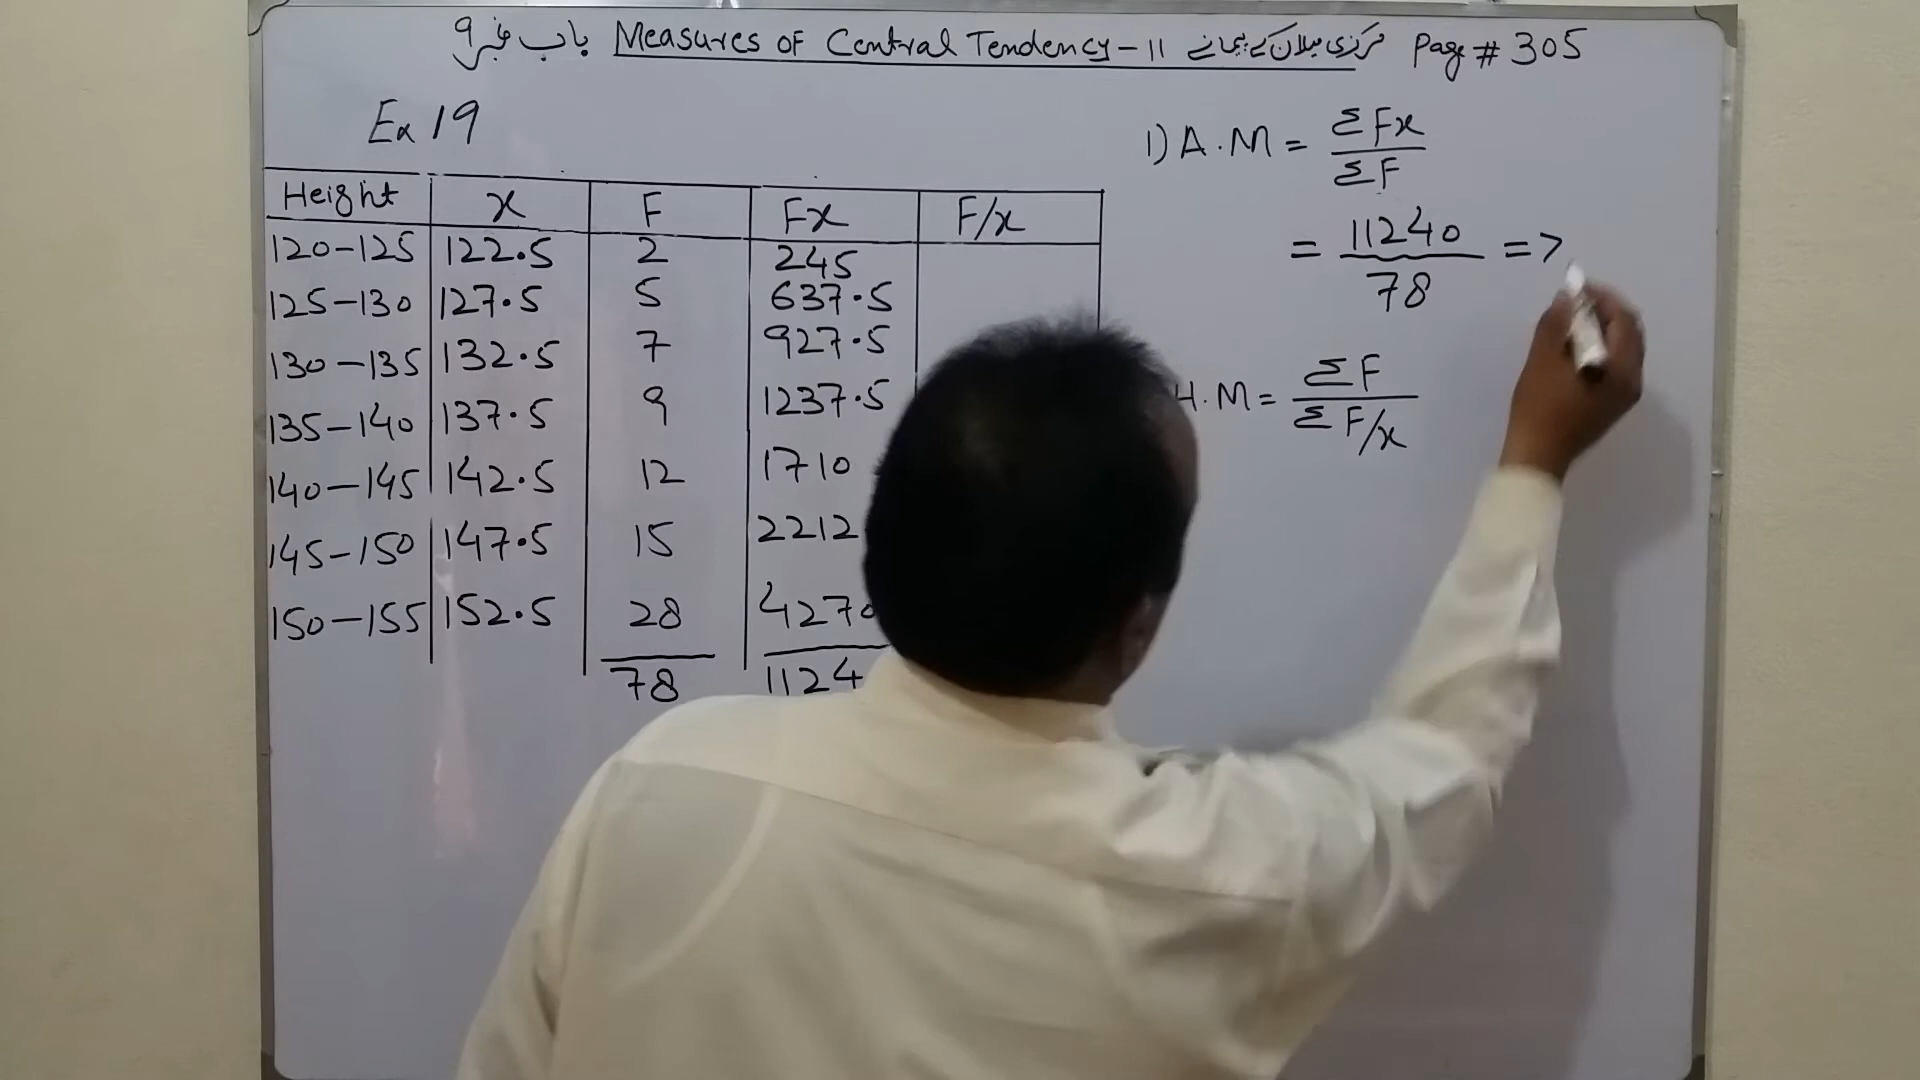 باب نمبر 9 Measures OF Central Tendency - 11 مرکزی میلان کے پیمانے Page # 305
Ex 19
Height x F Fx F/x
120-125 122.5 2 245
125-130 127.5 5 637.5
130-135 132.5 7 927.5
135-140 137.5 9 1237.5
140-145 142.5 12 1710
145-150 147.5 15 2212
150-155 152.5 28 4270
78 1124
1) A.M = ΣFx / ΣF
= 11240 / 78 =>
H.M = ΣF / ΣF/x